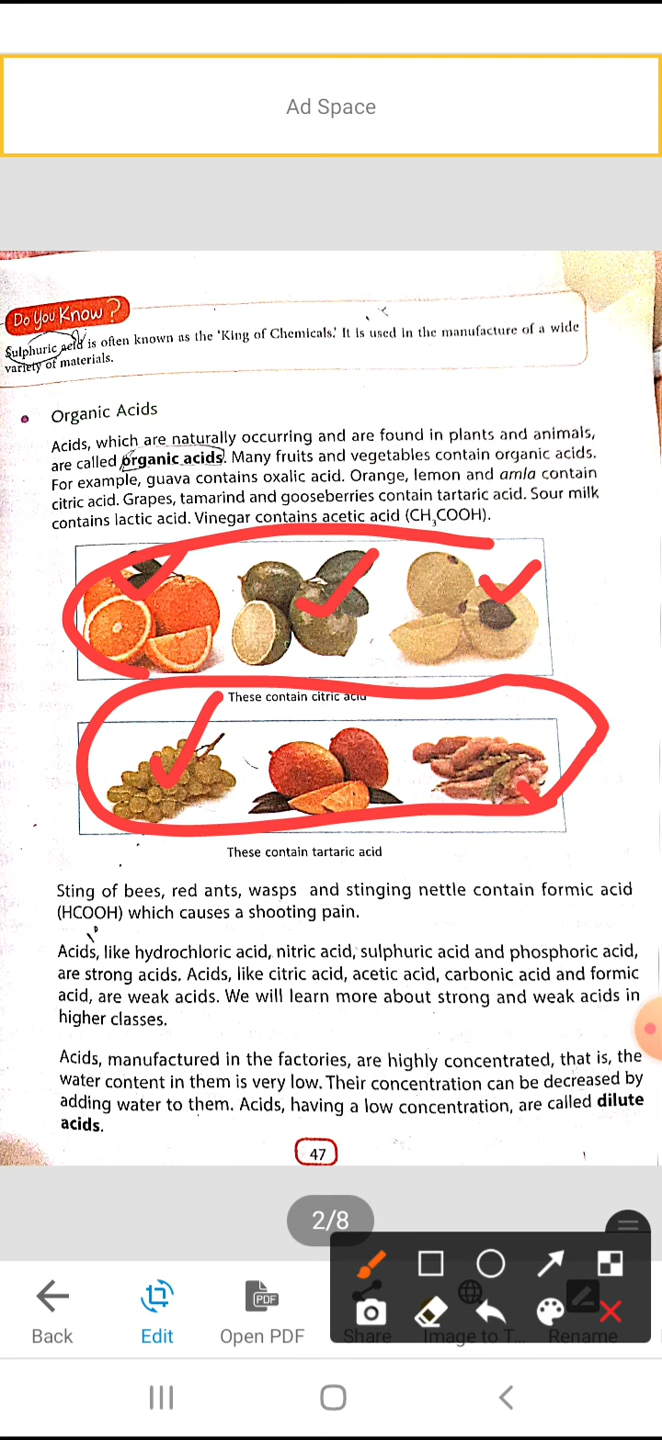 Ad Space
Do You Know?
Sulphuric acid is often known as the 'King of Chemicals.' It is used in the manufacture of a wide
variety of materials.
• Organic Acids
Acids, which are naturally occurring and are found in plants and animals,
are called organic acids. Many fruits and vegetables contain organic acids.
For example, guava contains oxalic acid. Orange, lemon and amla contain
citric acid. Grapes, tamarind and gooseberries contain tartaric acid. Sour milk
contains lactic acid. Vinegar contains acetic acid (CH₃COOH).
These contain citric acid
These contain tartaric acid
Sting of bees, red ants, wasps and stinging nettle contain formic acid
(HCOOH) which causes a shooting pain.
Acids, like hydrochloric acid, nitric acid, sulphuric acid and phosphoric acid,
are strong acids. Acids, like citric acid, acetic acid, carbonic acid and formic
acid, are weak acids. We will learn more about strong and weak acids in
higher classes.
Acids, manufactured in the factories, are highly concentrated, that is, the
water content in them is very low. Their concentration can be decreased by
adding water to them. Acids, having a low concentration, are called dilute
acids.
47
2/8
PDF
Back Edit Open PDF Share Image to T... Rename